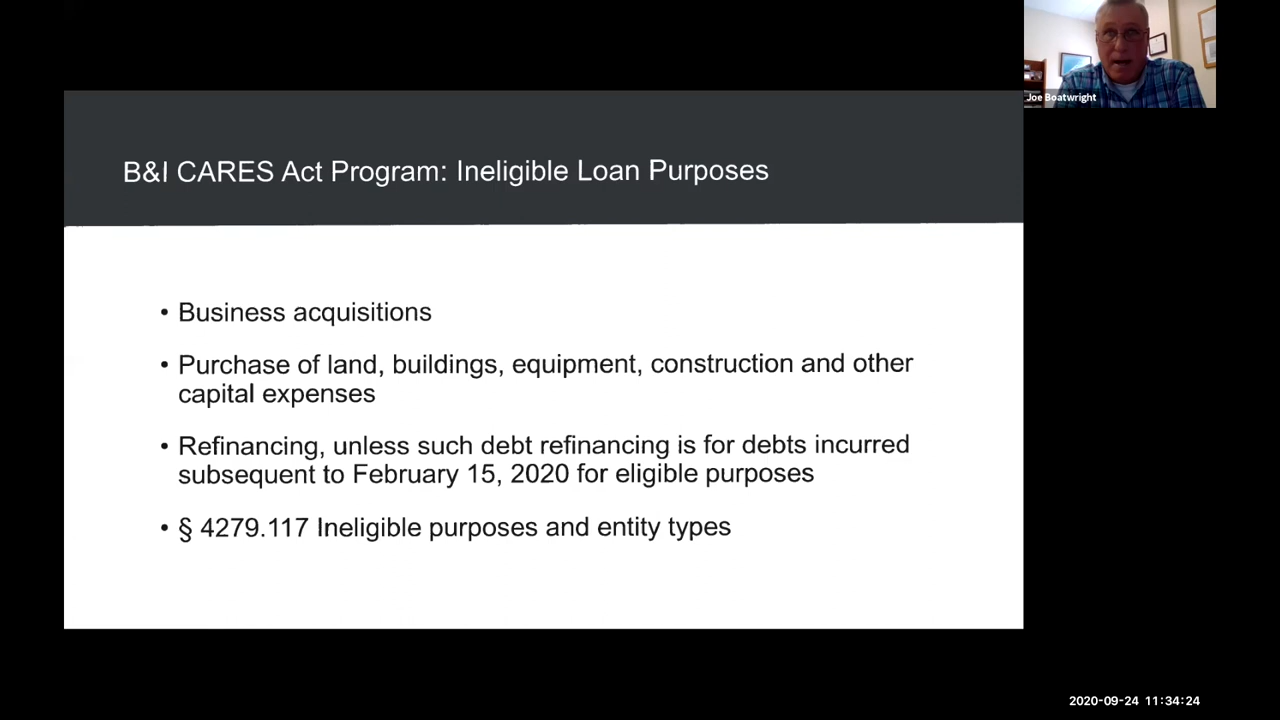 Joe Boatwright
B&I CARES Act Program: Ineligible Loan Purposes
• Business acquisitions
• Purchase of land, buildings, equipment, construction and other
capital expenses
• Refinancing, unless such debt refinancing is for debts incurred
subsequent to February 15, 2020 for eligible purposes
• § 4279.117 Ineligible purposes and entity types
2020-09-24 11:34:24